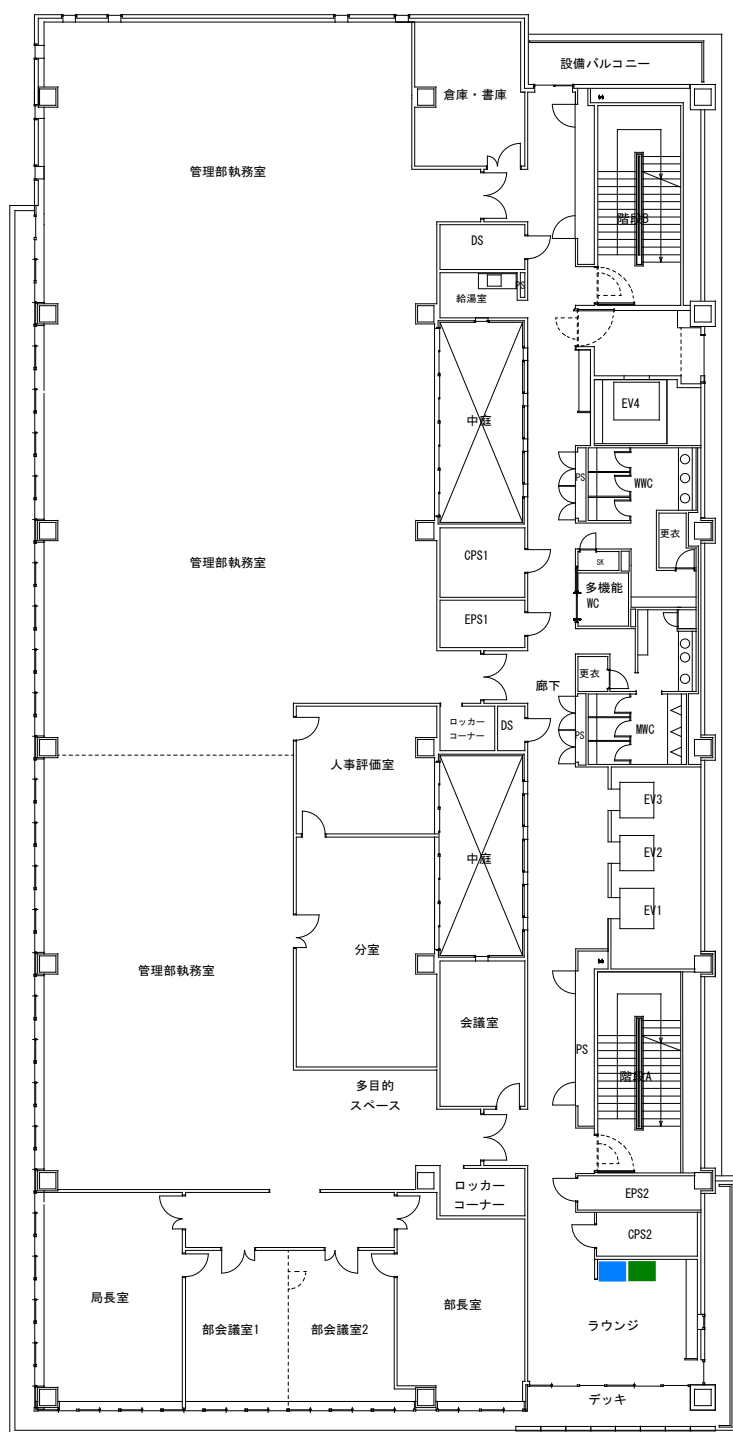 設備バルコニー
倉庫・書庫
管理部執務室
階段B
DS
給湯室
PS
中庭
EV4
PS
WWC
更衣
管理部執務室
CPS1
SK
多機能
WC
EPS1
更衣
廊下
ロッカー
コーナー
DS
PS
MWC
人事評価室
EV3
中庭
EV2
EV1
分室
管理部執務室
会議室
PS
階段A
多目的
スペース
ロッカー
コーナー
EPS2
CPS2
局長室
部長室
部会議室1
部会議室2
ラウンジ
デッキ